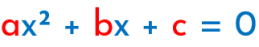 ax² + bx + c = 0